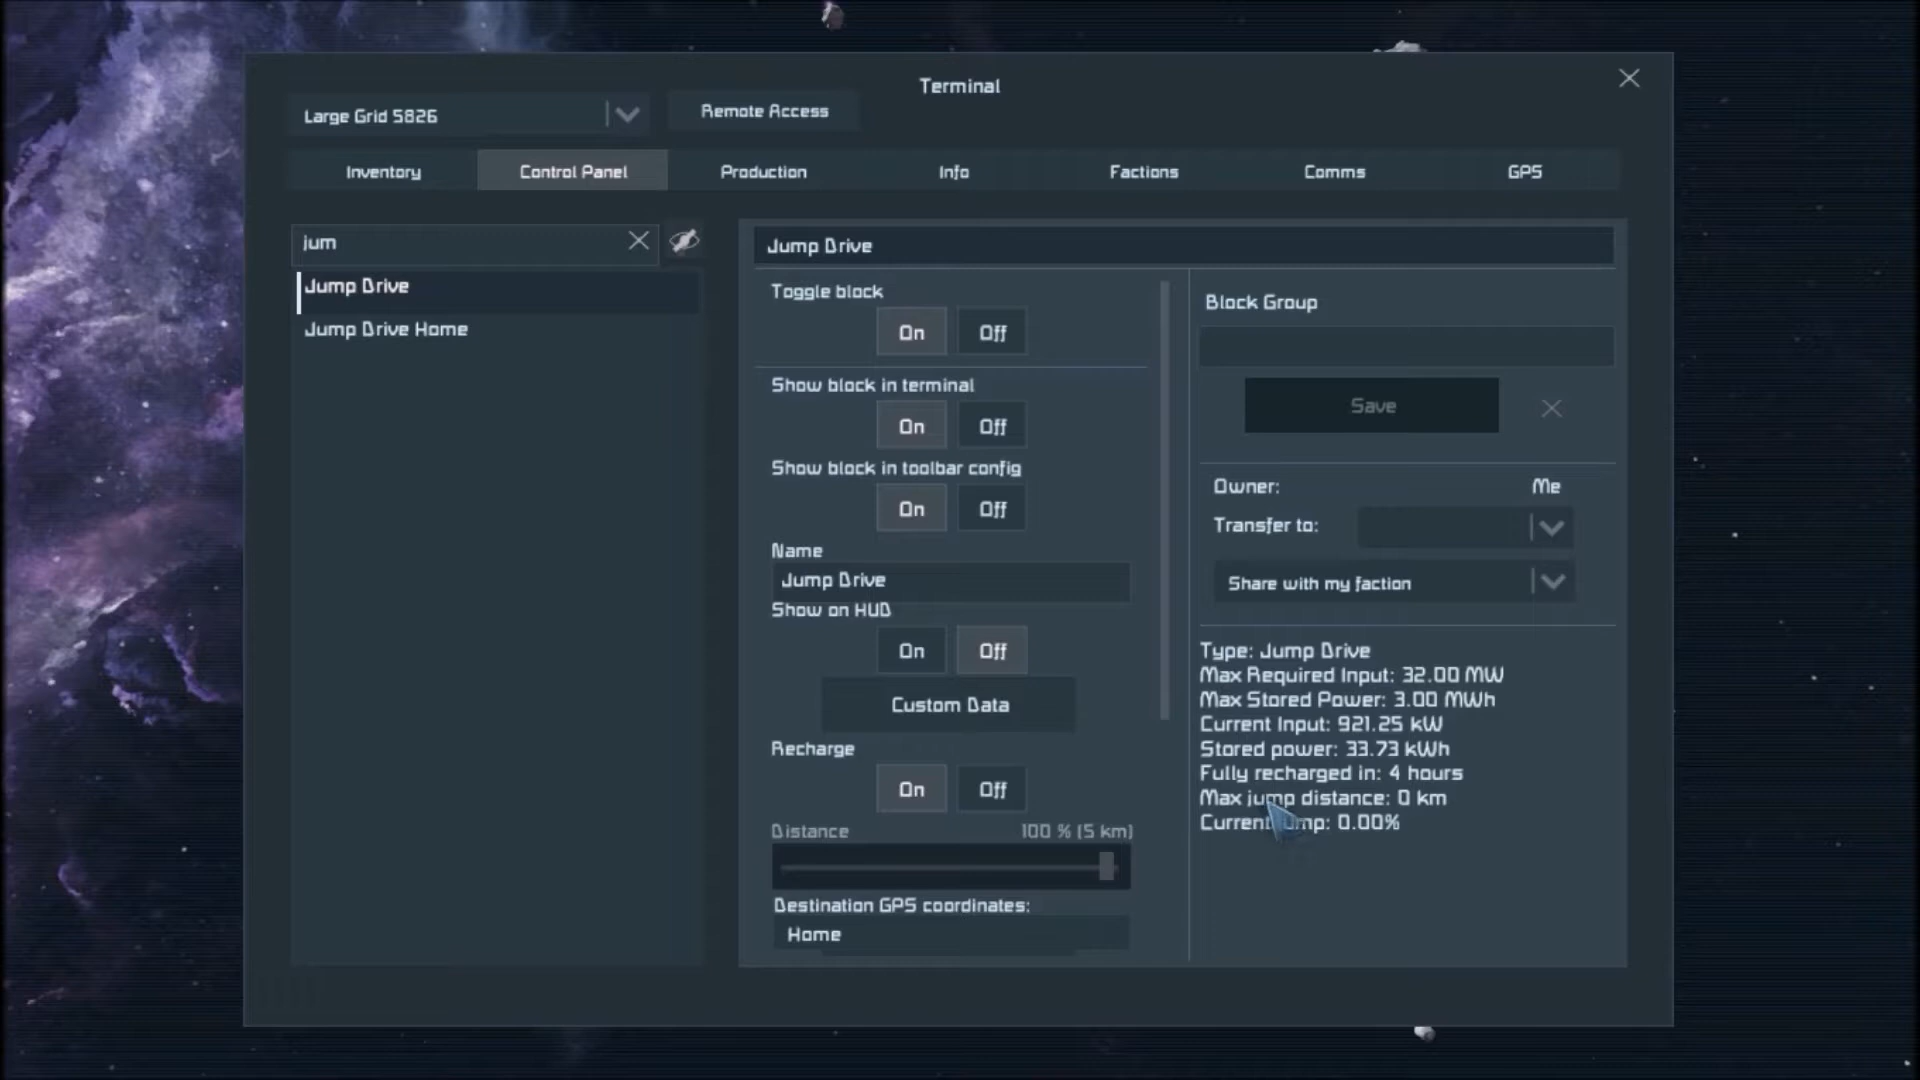 Terminal
Large Grid 5826
Remote Access
Inventory
Control Panel
Production
Info
Factions
Comms
GPS
jum
Jump Drive
Jump Drive Home
Jump Drive
Toggle block
On Off
Show block in terminal
On Off
Show block in toolbar config
On Off
Name
Jump Drive
Show on HUD
On Off
Custom Data
Recharge
On Off
Distance 100 % (5 km)
Destination GPS coordinates:
Home
Block Group
Save
Owner: Me
Transfer to:
Share with my faction
Type: Jump Drive
Max Required Input: 32.00 MW
Max Stored Power: 3.00 MWh
Current Input: 921.25 kW
Stored power: 33.73 kWh
Fully recharged in: 4 hours
Max jump distance: 0 km
Current jump: 0.00%